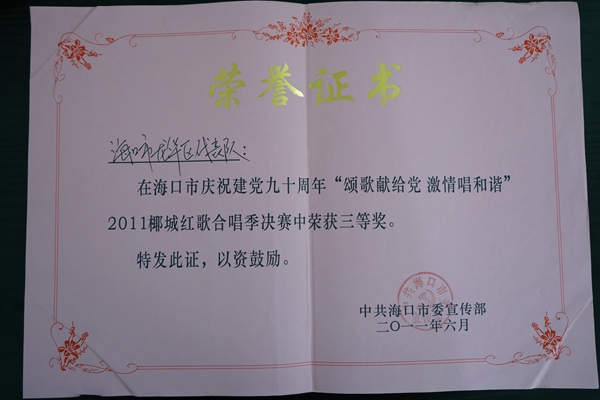 荣誉证书
海口市龙华区代表队：
在海口市庆祝建党九十周年“颂歌献给党 激情唱和谐”
2011椰城红歌合唱季决赛中荣获三等奖。
特发此证，以资鼓励。
中共海口市委宣传部
二〇一一年六月